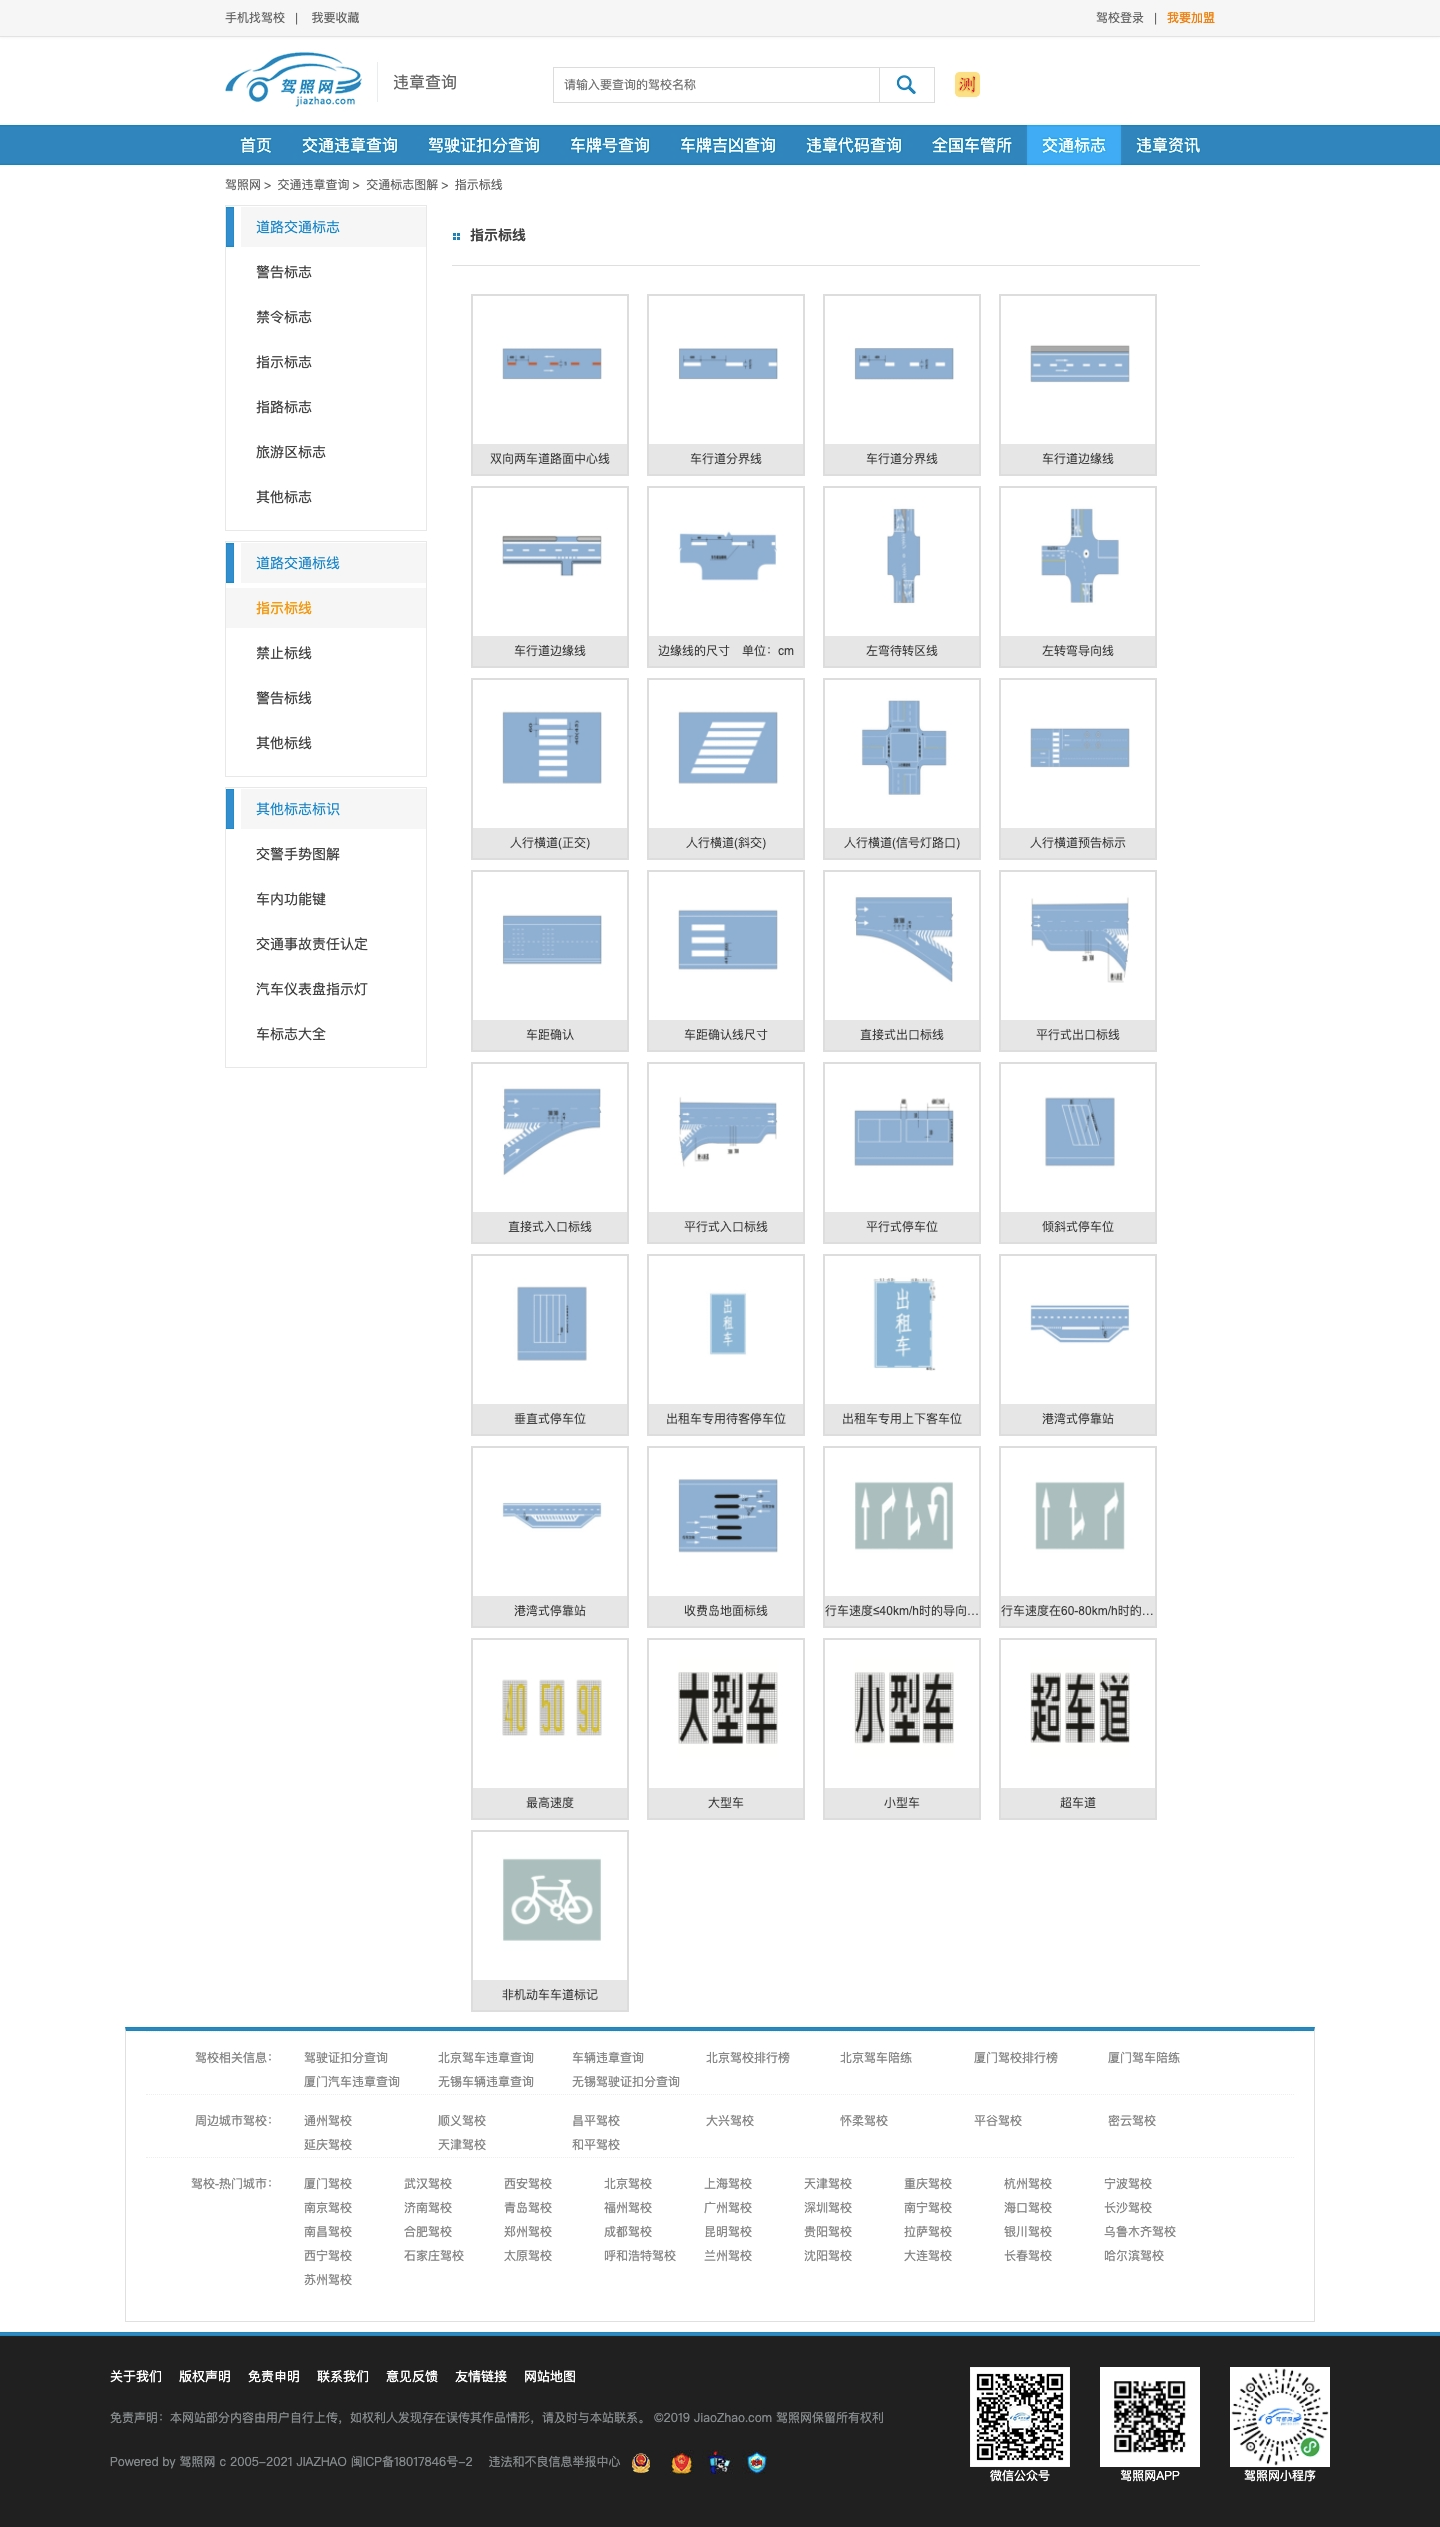 手机找驾校 | 我要收藏
驾校登录 | 我要加盟
驾照网
jiazhao.com
违章查询
请输入要查询的驾校名称
测
首页 交通违章查询 驾驶证扣分查询 车牌号查询 车牌吉凶查询 违章代码查询 全国车管所 交通标志 违章资讯
驾照网 > 交通违章查询 > 交通标志图解 > 指示标线
道路交通标志
警告标志
禁令标志
指示标志
指路标志
旅游区标志
其他标志
道路交通标线
指示标线
禁止标线
警告标线
其他标线
其他标志标识
交警手势图解
车内功能键
交通事故责任认定
汽车仪表盘指示灯
车标志大全
指示标线
双向两车道路面中心线 车行道分界线 车行道分界线 车行道边缘线
车行道边缘线 边缘线的尺寸 单位：cm 左弯待转区线 左转弯导向线
人行横道(正交) 人行横道(斜交) 人行横道(信号灯路口) 人行横道预告标示
车距确认 车距确认线尺寸 直接式出口标线 平行式出口标线
直接式入口标线 平行式入口标线 平行式停车位 倾斜式停车位
出租车
出租车
垂直式停车位 出租车专用待客停车位 出租车专用上下客车位 港湾式停靠站
港湾式停靠站 收费岛地面标线 行车速度≤40km/h时的导向... 行车速度在60-80km/h时的...
40 50 90 大型车 小型车 超车道
最高速度 大型车 小型车 超车道
非机动车车道标记
驾校相关信息： 驾驶证扣分查询 北京驾车违章查询 车辆违章查询 北京驾校排行榜 北京驾车陪练 厦门驾校排行榜 厦门驾车陪练
厦门汽车违章查询 无锡车辆违章查询 无锡驾驶证扣分查询
周边城市驾校： 通州驾校 顺义驾校 昌平驾校 大兴驾校 怀柔驾校 平谷驾校 密云驾校
延庆驾校 天津驾校 和平驾校
驾校-热门城市： 厦门驾校 武汉驾校 西安驾校 北京驾校 上海驾校 天津驾校 重庆驾校 杭州驾校 宁波驾校
南京驾校 济南驾校 青岛驾校 福州驾校 广州驾校 深圳驾校 南宁驾校 海口驾校 长沙驾校
南昌驾校 合肥驾校 郑州驾校 成都驾校 昆明驾校 贵阳驾校 拉萨驾校 银川驾校 乌鲁木齐驾校
西宁驾校 石家庄驾校 太原驾校 呼和浩特驾校 兰州驾校 沈阳驾校 大连驾校 长春驾校 哈尔滨驾校
苏州驾校
关于我们 版权声明 免责申明 联系我们 意见反馈 友情链接 网站地图
免责声明：本网站部分内容由用户自行上传，如权利人发现存在误传其作品情形，请及时与本站联系。 ©2019 JiaoZhao.com 驾照网保留所有权利
Powered by 驾照网 c 2005-2021 JIAZHAO 闽ICP备18017846号-2 违法和不良信息举报中心
微信公众号 驾照网APP 驾照网小程序